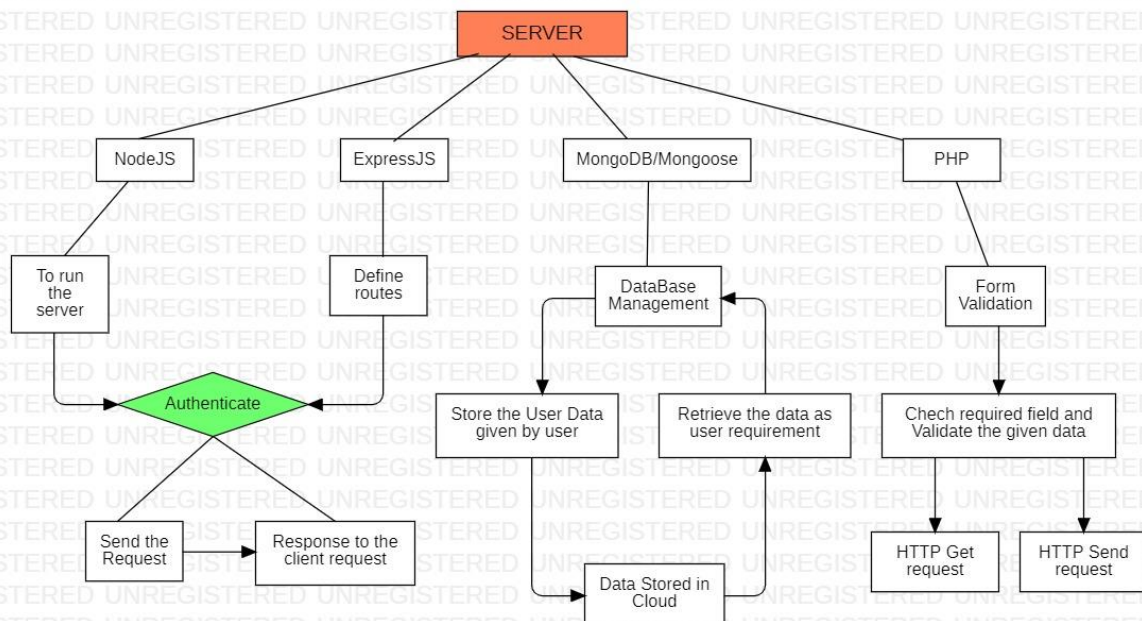 SERVER
NodeJS
ExpressJS
MongoDB/Mongoose
PHP
To run
the
server
Define
routes
DataBase
Management
Form
Validation
Authenticate
Store the User Data
given by user
Retrieve the data as
user requirement
Chech required field and
Validate the given data
Send the
Request
Response to the
client request
Data Stored in
Cloud
HTTP Get
request
HTTP Send
request
UNREGISTERED